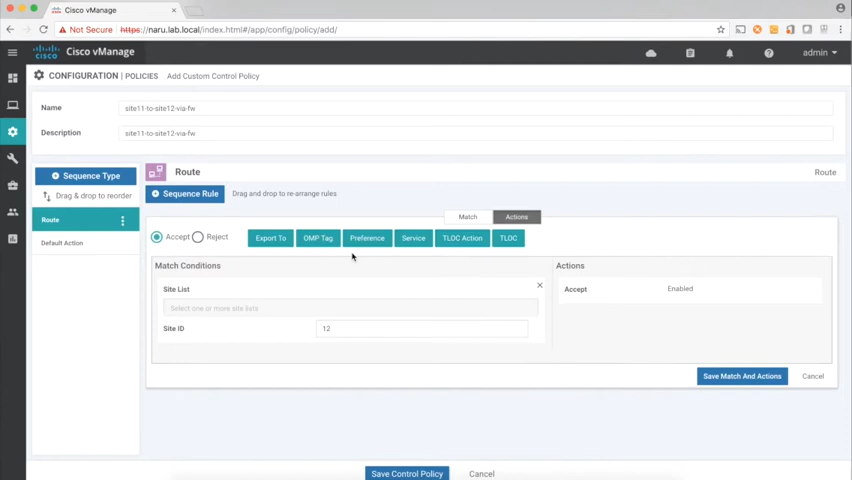 Cisco vManage
Not Secure https://naru.lab.local/index.html#/app/config/policy/add/
CISCO Cisco vManage
admin
CONFIGURATION | POLICIES Add Custom Control Policy
Name site11-to-site12-via-fw
Description site11-to-site12-via-fw
Sequence Type
Drag & drop to reorder
Route
Default Action
Route Route
Sequence Rule Drag and drop to re-arrange rules
Match Actions
Accept Reject Export To OMP Tag Preference Service TLOC Action TLOC
Match Conditions Actions
Site List
Select one or more site lists
Site ID 12
Accept Enabled
Save Match And Actions Cancel
Save Control Policy Cancel